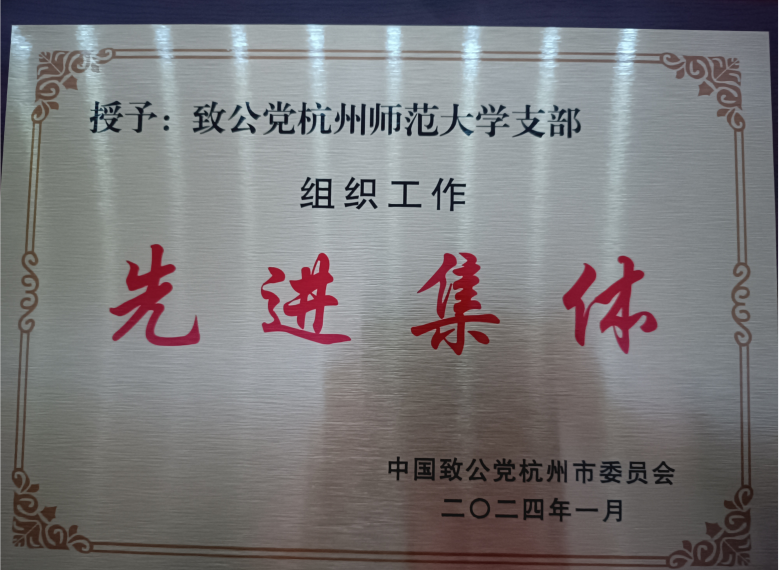 授予：致公党杭州师范大学支部
组织工作
先进集体
中国致公党杭州市委员会
二〇二四年一月